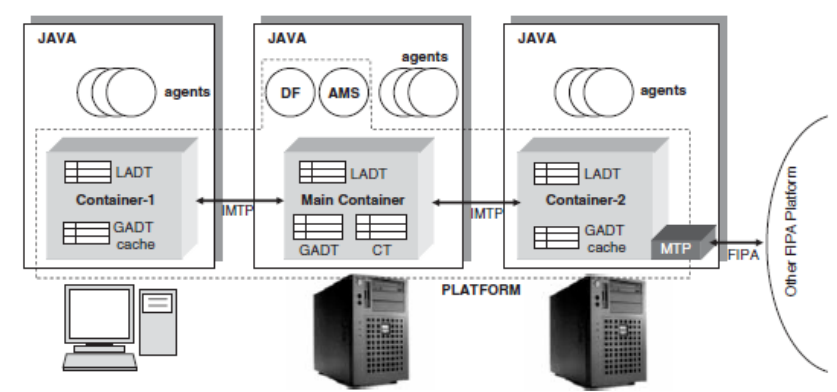 JAVA
agents
LADT
Container-1
GADT
cache
IMTP
JAVA
agents
DF
AMS
LADT
Main Container
GADT
CT
IMTP
JAVA
agents
LADT
Container-2
GADT
cache
MTP
FIPA
Other FIPA Platform
PLATFORM